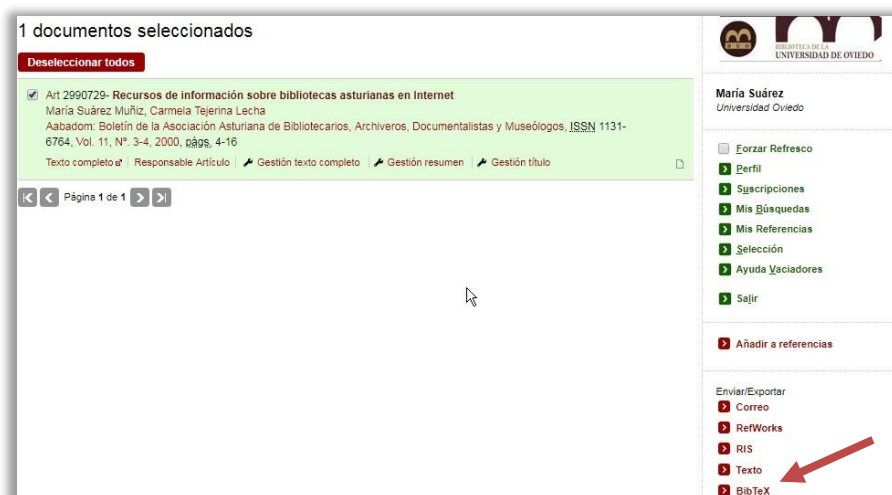 1 documentos seleccionados
Deseleccionar todos
Art 2990729- Recursos de información sobre bibliotecas asturianas en Internet
María Suárez Muñiz, Carmela Tejerina Lecha
Aabadom: Boletín de la Asociación Asturiana de Bibliotecarios, Archiveros, Documentalistas y Museólogos, ISSN 1131-
6764, Vol. 11, Nº. 3-4, 2000, págs. 4-16
Texto completo | Responsable Artículo | Gestión texto completo | Gestión resumen | Gestión título
Página 1 de 1
BIBLIOTECA DE LA
UNIVERSIDAD DE OVIEDO
María Suárez
Universidad Oviedo
Forzar Refresco
Perfil
Suscripciones
Mis Búsquedas
Mis Referencias
Selección
Ayuda Vaciadores
Salir
Añadir a referencias
Enviar/Exportar
Correo
RefWorks
RIS
Texto
BibTeX